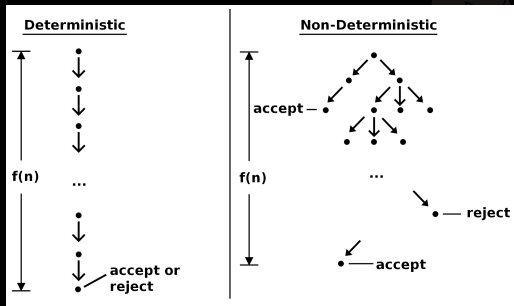 Deterministic
f(n)
...
accept or
reject
Non-Deterministic
accept
f(n)
...
reject
accept